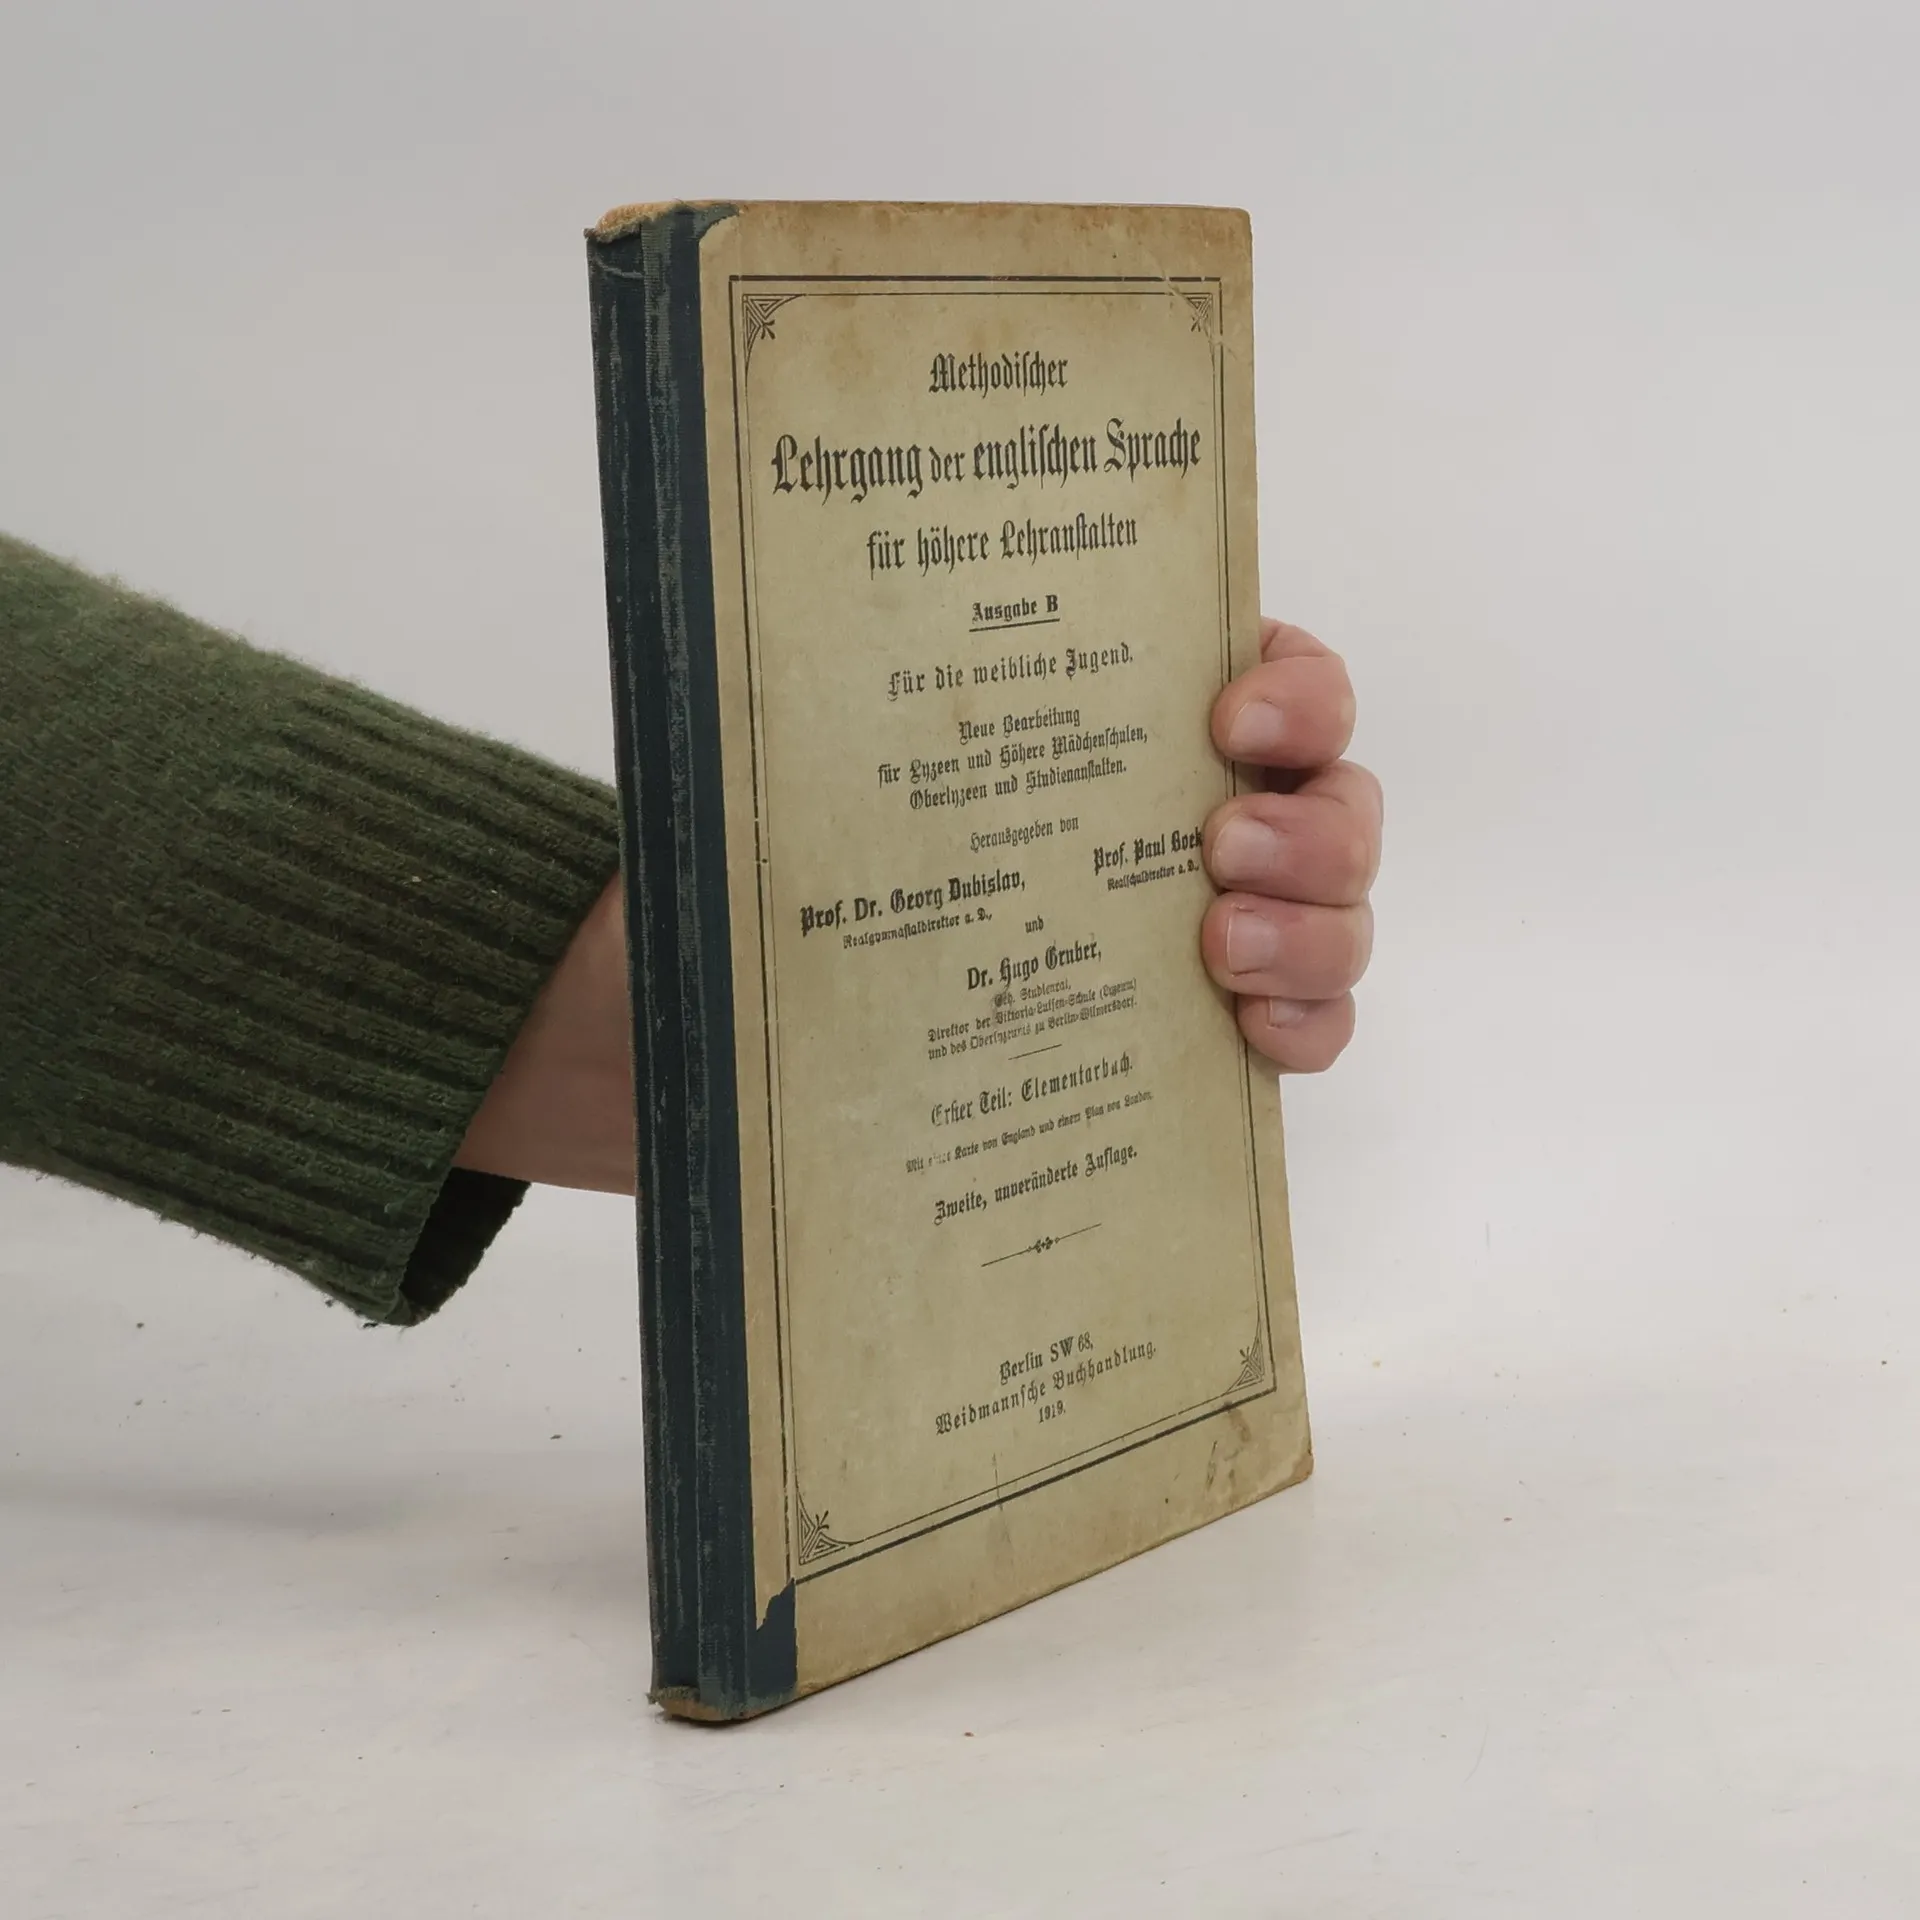 Methodischer
Lehrgang der englischen Sprache
für höhere Lehranstalten
Ausgabe B
Für die weibliche Jugend.
Neue Bearbeitung
für Lyzeen und Höhere Mädchenschulen,
Oberlyzeen und Studienanstalten.
Herausgegeben von
Prof. Dr. Georg Dubislav,
Realgymnasialdirektor a. D.,
Prof. Paul Boek
Realschuldirektor a. D.,
und
Dr. Hugo Gruber,
Geh. Studienrat,
Direktor der Viktoria-Luisen-Schule (Lyzeum)
und des Oberlyzeums zu Berlin-Wilmersdorf.
Erster Teil: Elementarbuch.
Mit einer Karte von England und einem Plan von London.
Zweite, unveränderte Auflage.
Berlin SW 68.
Weidmannsche Buchhandlung.
1919.